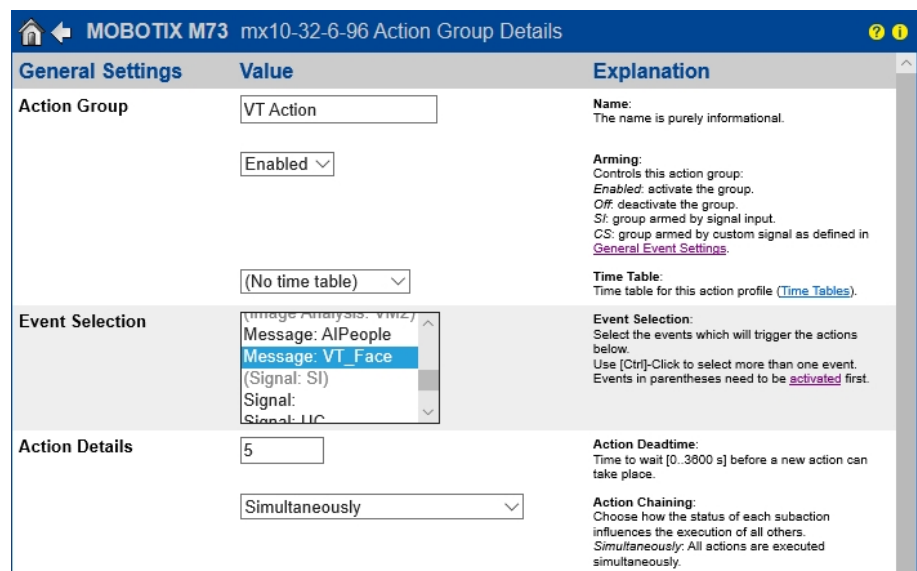 MOBOTIX M73 mx10-32-6-96 Action Group Details
General Settings Value Explanation
Action Group
VT Action
Name:
The name is purely informational.
Enabled
Arming:
Controls this action group:
Enabled: activate the group.
Off: deactivate the group.
SI: group armed by signal input.
CS: group armed by custom signal as defined in
General Event Settings.
(No time table)
Time Table:
Time table for this action profile (Time Tables).
Event Selection
(Image Analysis: VM2)
Message: AIPeople
Message: VT_Face
(Signal: SI)
Signal:
Signal: UC
Event Selection:
Select the events which will trigger the actions
below.
Use [Ctrl]-Click to select more than one event.
Events in parentheses need to be activated first.
Action Details
5
Action Deadtime:
Time to wait [0..3600 s] before a new action can
take place.
Simultaneously
Action Chaining:
Choose how the status of each subaction
influences the execution of all others.
Simultaneously: All actions are executed
simultaneously.